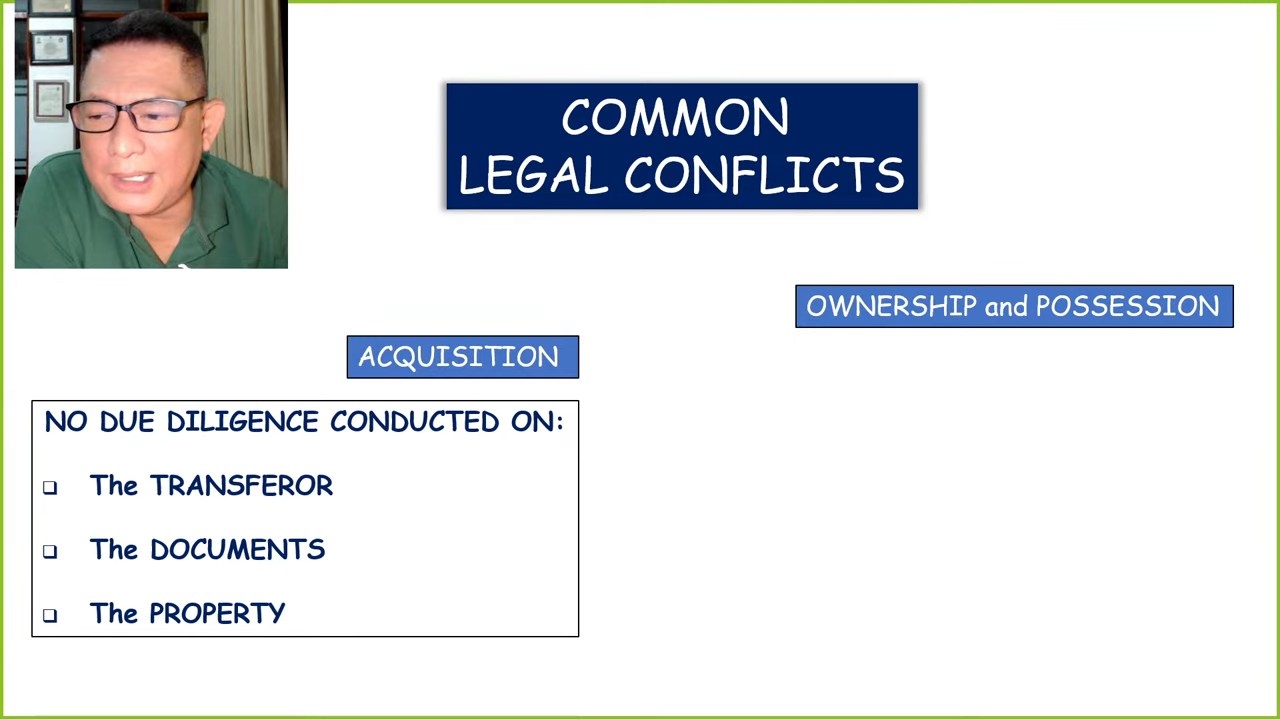 COMMON
LEGAL CONFLICTS
OWNERSHIP and POSSESSION
ACQUISITION
NO DUE DILIGENCE CONDUCTED ON:
The TRANSFEROR
The DOCUMENTS
The PROPERTY